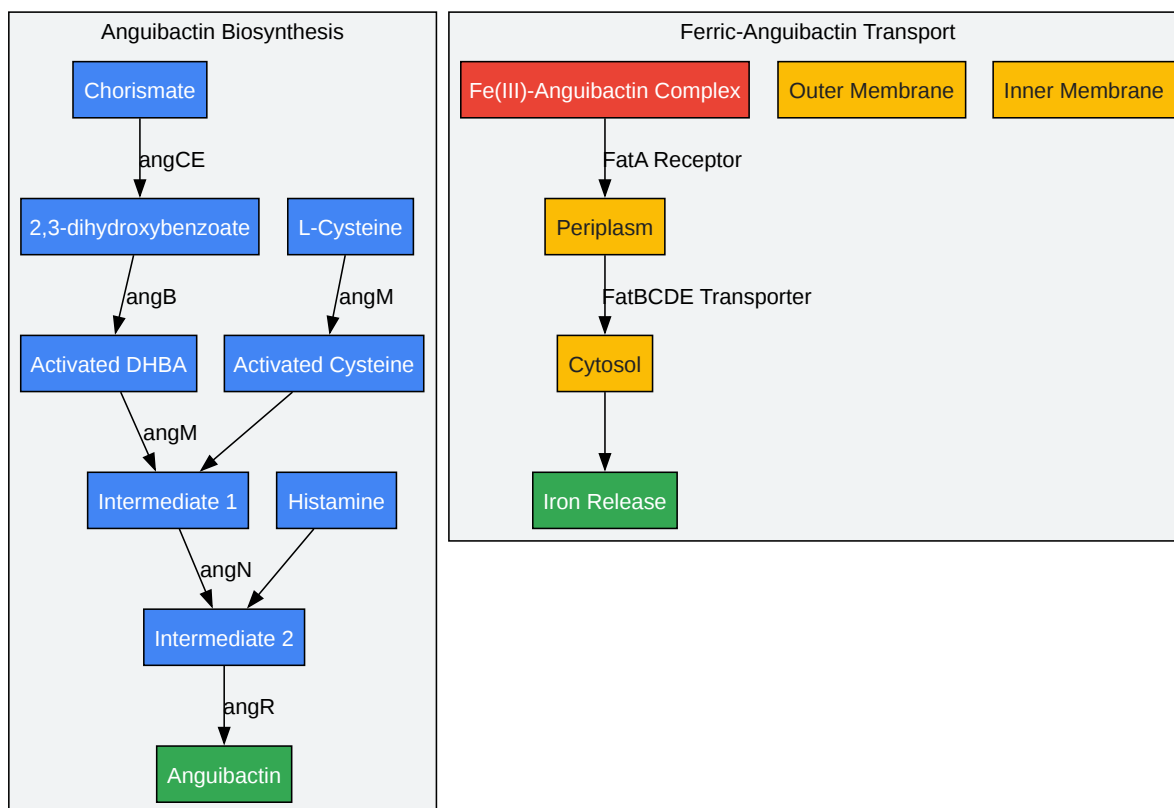 Anguibactin Biosynthesis
Chorismate
angCE
2,3-dihydroxybenzoate
L-Cysteine
angB
angM
Activated DHBA
Activated Cysteine
angM
Intermediate 1
Histamine
angN
Intermediate 2
angR
Anguibactin
Ferric-Anguibactin Transport
Fe(III)-Anguibactin Complex
Outer Membrane
Inner Membrane
FatA Receptor
Periplasm
FatBCDE Transporter
Cytosol
Iron Release